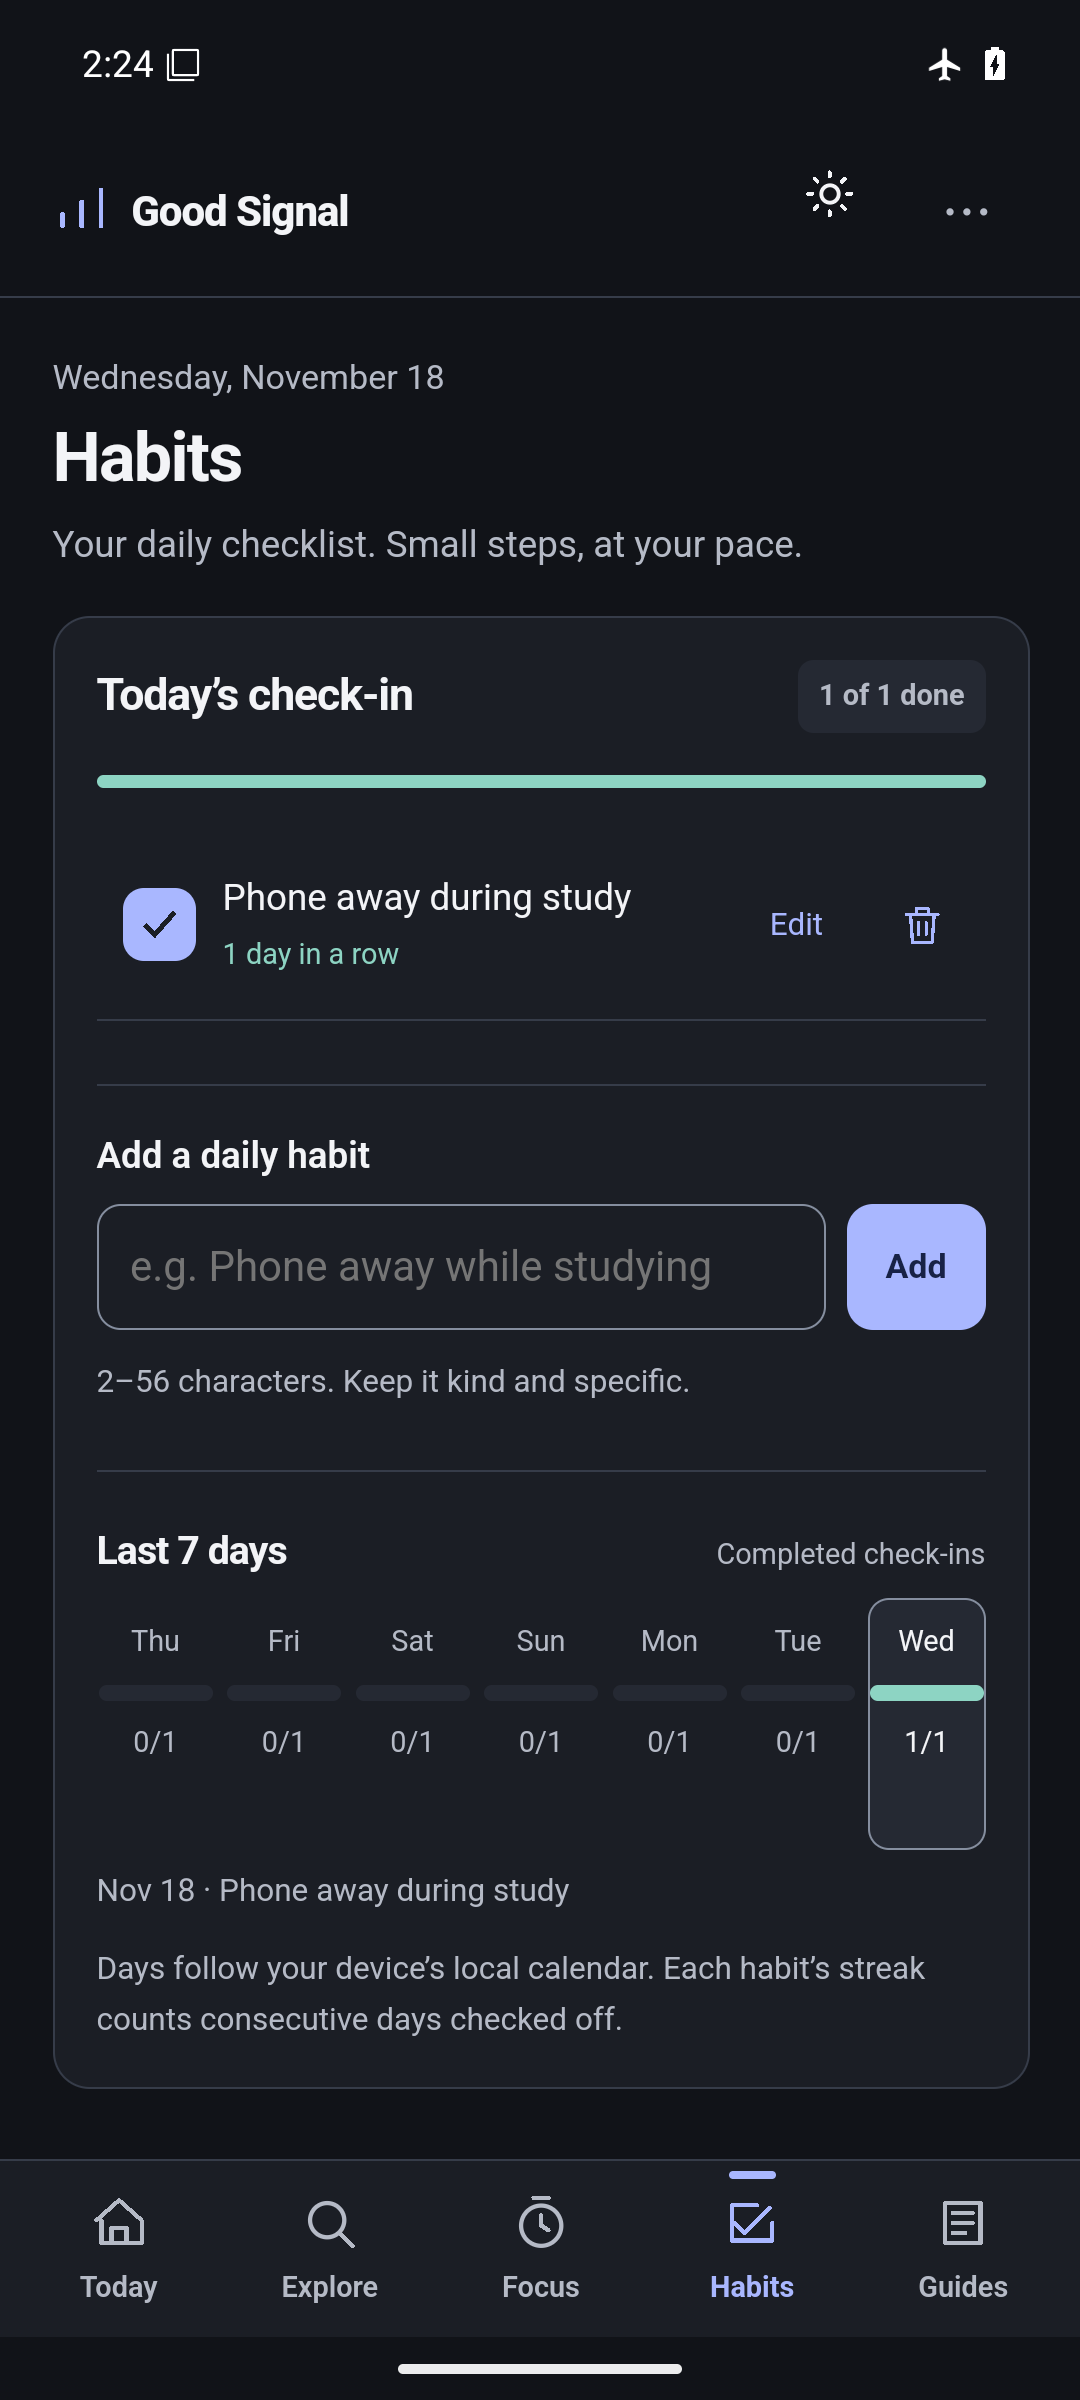 2:24
Good Signal
Wednesday, November 18
Habits
Your daily checklist. Small steps, at your pace.
Today’s check-in
1 of 1 done
Phone away during study
1 day in a row
Edit
Add a daily habit
e.g. Phone away while studying
Add
2–56 characters. Keep it kind and specific.
Last 7 days
Completed check-ins
Thu Fri Sat Sun Mon Tue Wed
0/1 0/1 0/1 0/1 0/1 0/1 1/1
Nov 18 · Phone away during study
Days follow your device’s local calendar. Each habit’s streak
counts consecutive days checked off.
Today Explore Focus Habits Guides